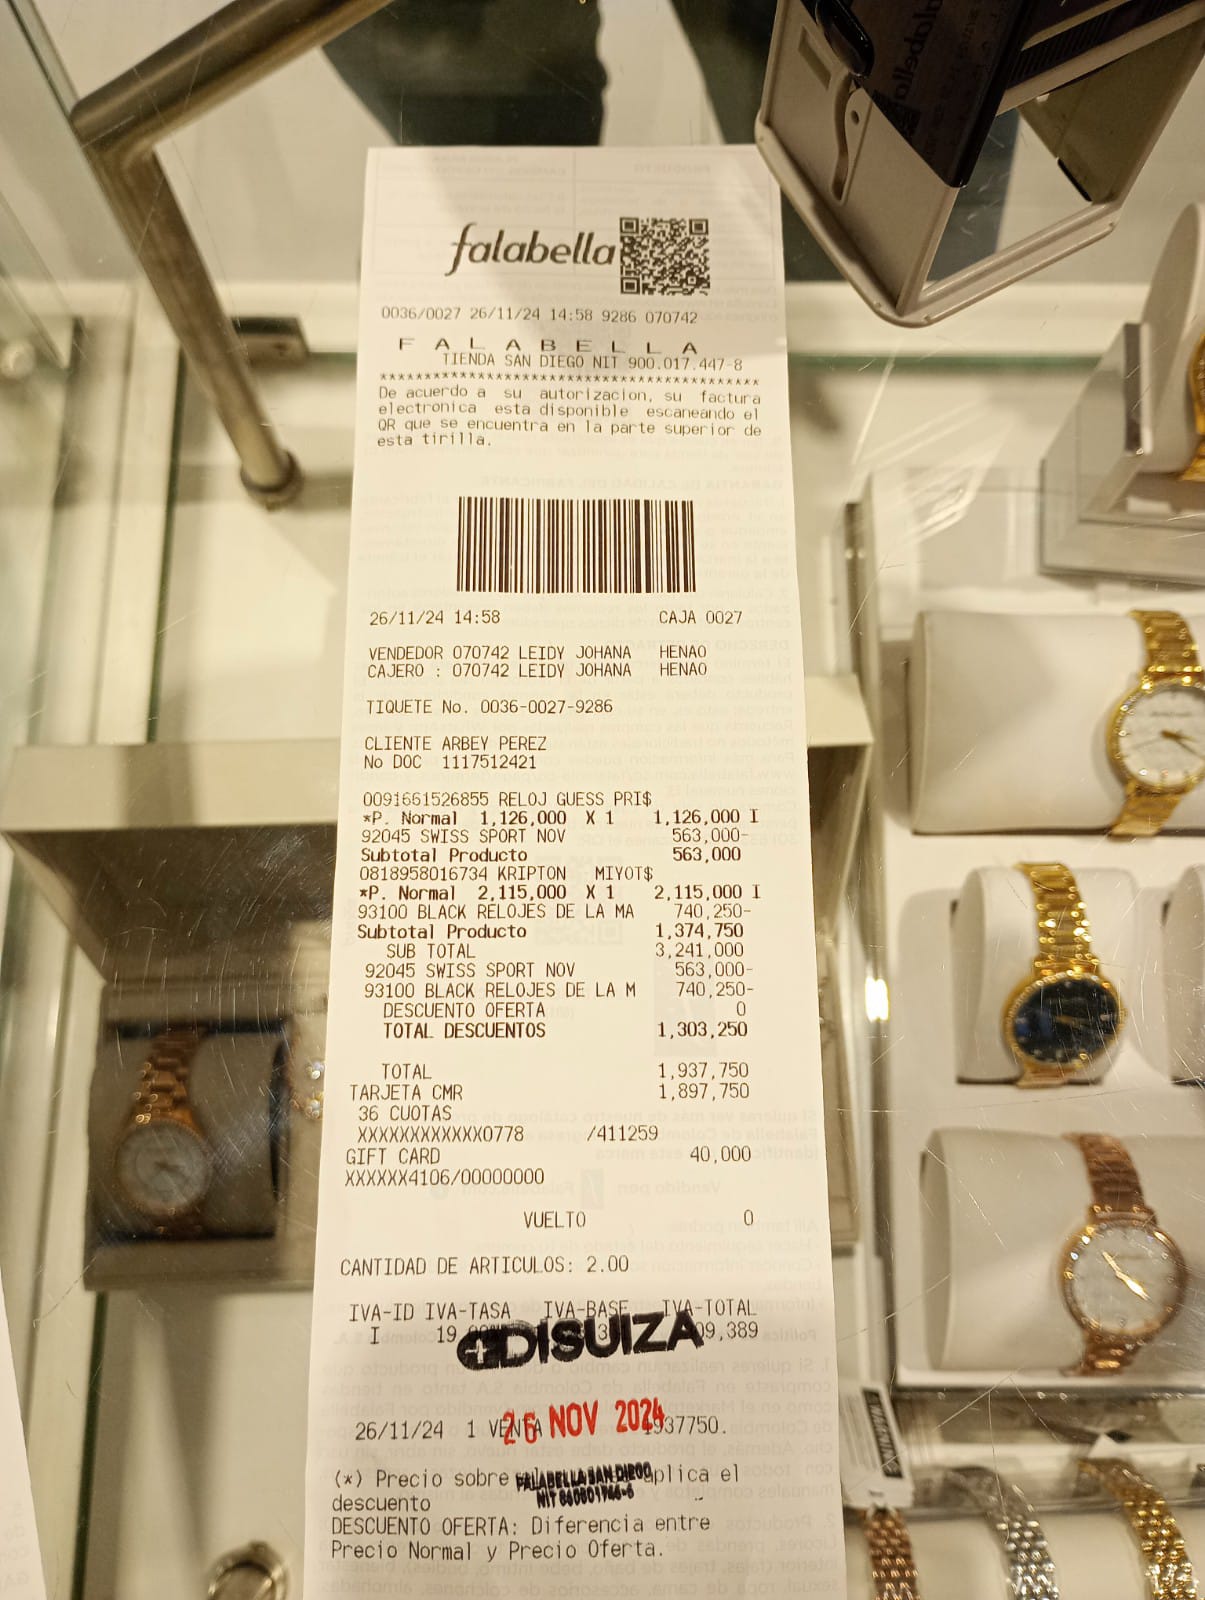 falabella
0036/0027 26/11/24 14:58 9286 070742
F A L A B E L L A
TIENDA SAN DIEGO NIT 900.017.447-8
****************************************
De acuerdo a su autorizacion, su factura
electronica esta disponible escaneando el
QR que se encuentra en la parte superior de
esta tirilla.
26/11/24 14:58 CAJA 0027
VENDEDOR 070742 LEIDY JOHANA HENAO
CAJERO : 070742 LEIDY JOHANA HENAO
TIQUETE No. 0036-0027-9286
CLIENTE ARBEY PEREZ
No DOC 1117512421
0091661526855 RELOJ GUESS PRI$
*P. Normal 1,126,000 X 1 1,126,000 I
92045 SWISS SPORT NOV 563,000-
Subtotal Producto 563,000
0818958016734 KRIPTON MIYOT$
*P. Normal 2,115,000 X 1 2,115,000 I
93100 BLACK RELOJES DE LA MA 740,250-
Subtotal Producto 1,374,750
SUB TOTAL 3,241,000
92045 SWISS SPORT NOV 563,000-
93100 BLACK RELOJES DE LA M 740,250-
DESCUENTO OFERTA 0
TOTAL DESCUENTOS 1,303,250
TOTAL 1,937,750
TARJETA CMR 1,897,750
36 CUOTAS
XXXXXXXXXXXX0778 /411259
GIFT CARD 40,000
XXXXXX4106/00000000
VUELTO 0
CANTIDAD DE ARTICULOS: 2.00
IVA-ID IVA-TASA IVA-BASE IVA-TOTAL
I 19 09,389
DISUIZA
26/11/24 1 VENTA 1937750.
26 NOV 2024
(*) Precio sobre aplica el
FALABELLA SAN DIEGO
descuento
DESCUENTO OFERTA: Diferencia entre
Precio Normal y Precio Oferta.